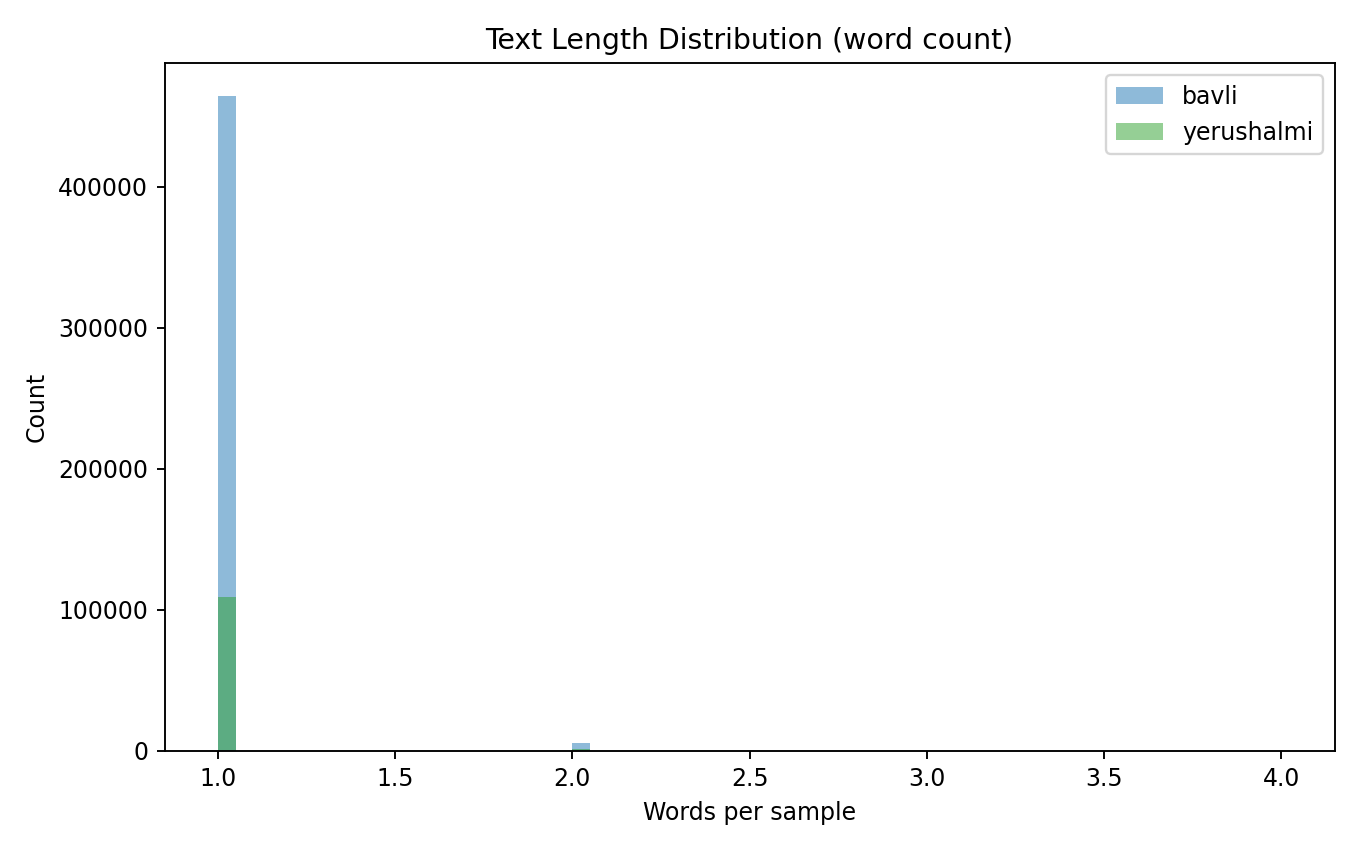 Text Length Distribution (word count)
bavli
yerushalmi
Count
400000
300000
200000
100000
0
1.0 1.5 2.0 2.5 3.0 3.5 4.0
Words per sample